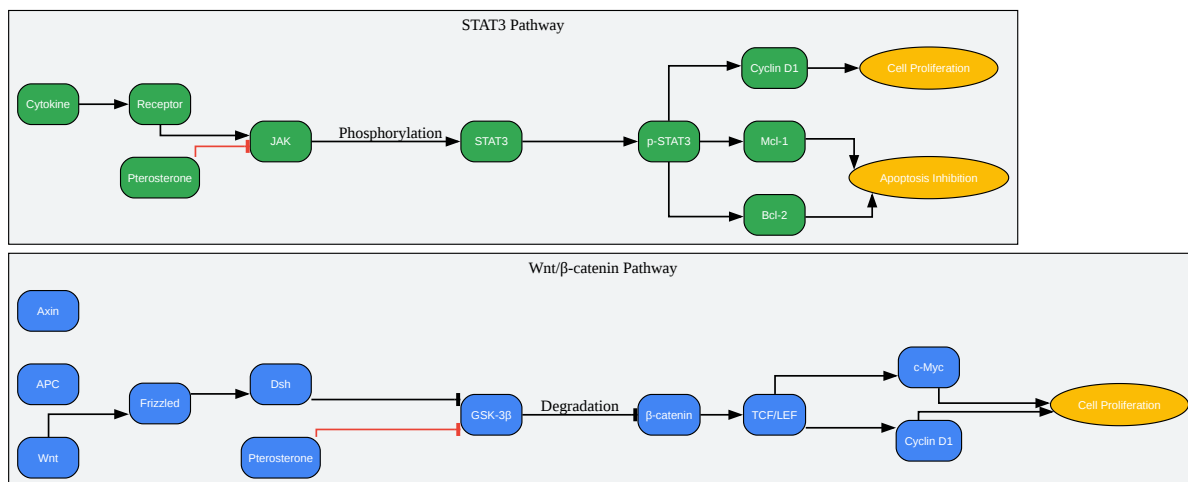 STAT3 Pathway
Cytokine
Receptor
Pterosterone
JAK
Phosphorylation
STAT3
p-STAT3
Cyclin D1
Mcl-1
Bcl-2
Cell Proliferation
Apoptosis Inhibition
Wnt/β-catenin Pathway
Axin
APC
Wnt
Frizzled
Dsh
Pterosterone
GSK-3β
Degradation
β-catenin
TCF/LEF
c-Myc
Cyclin D1
Cell Proliferation